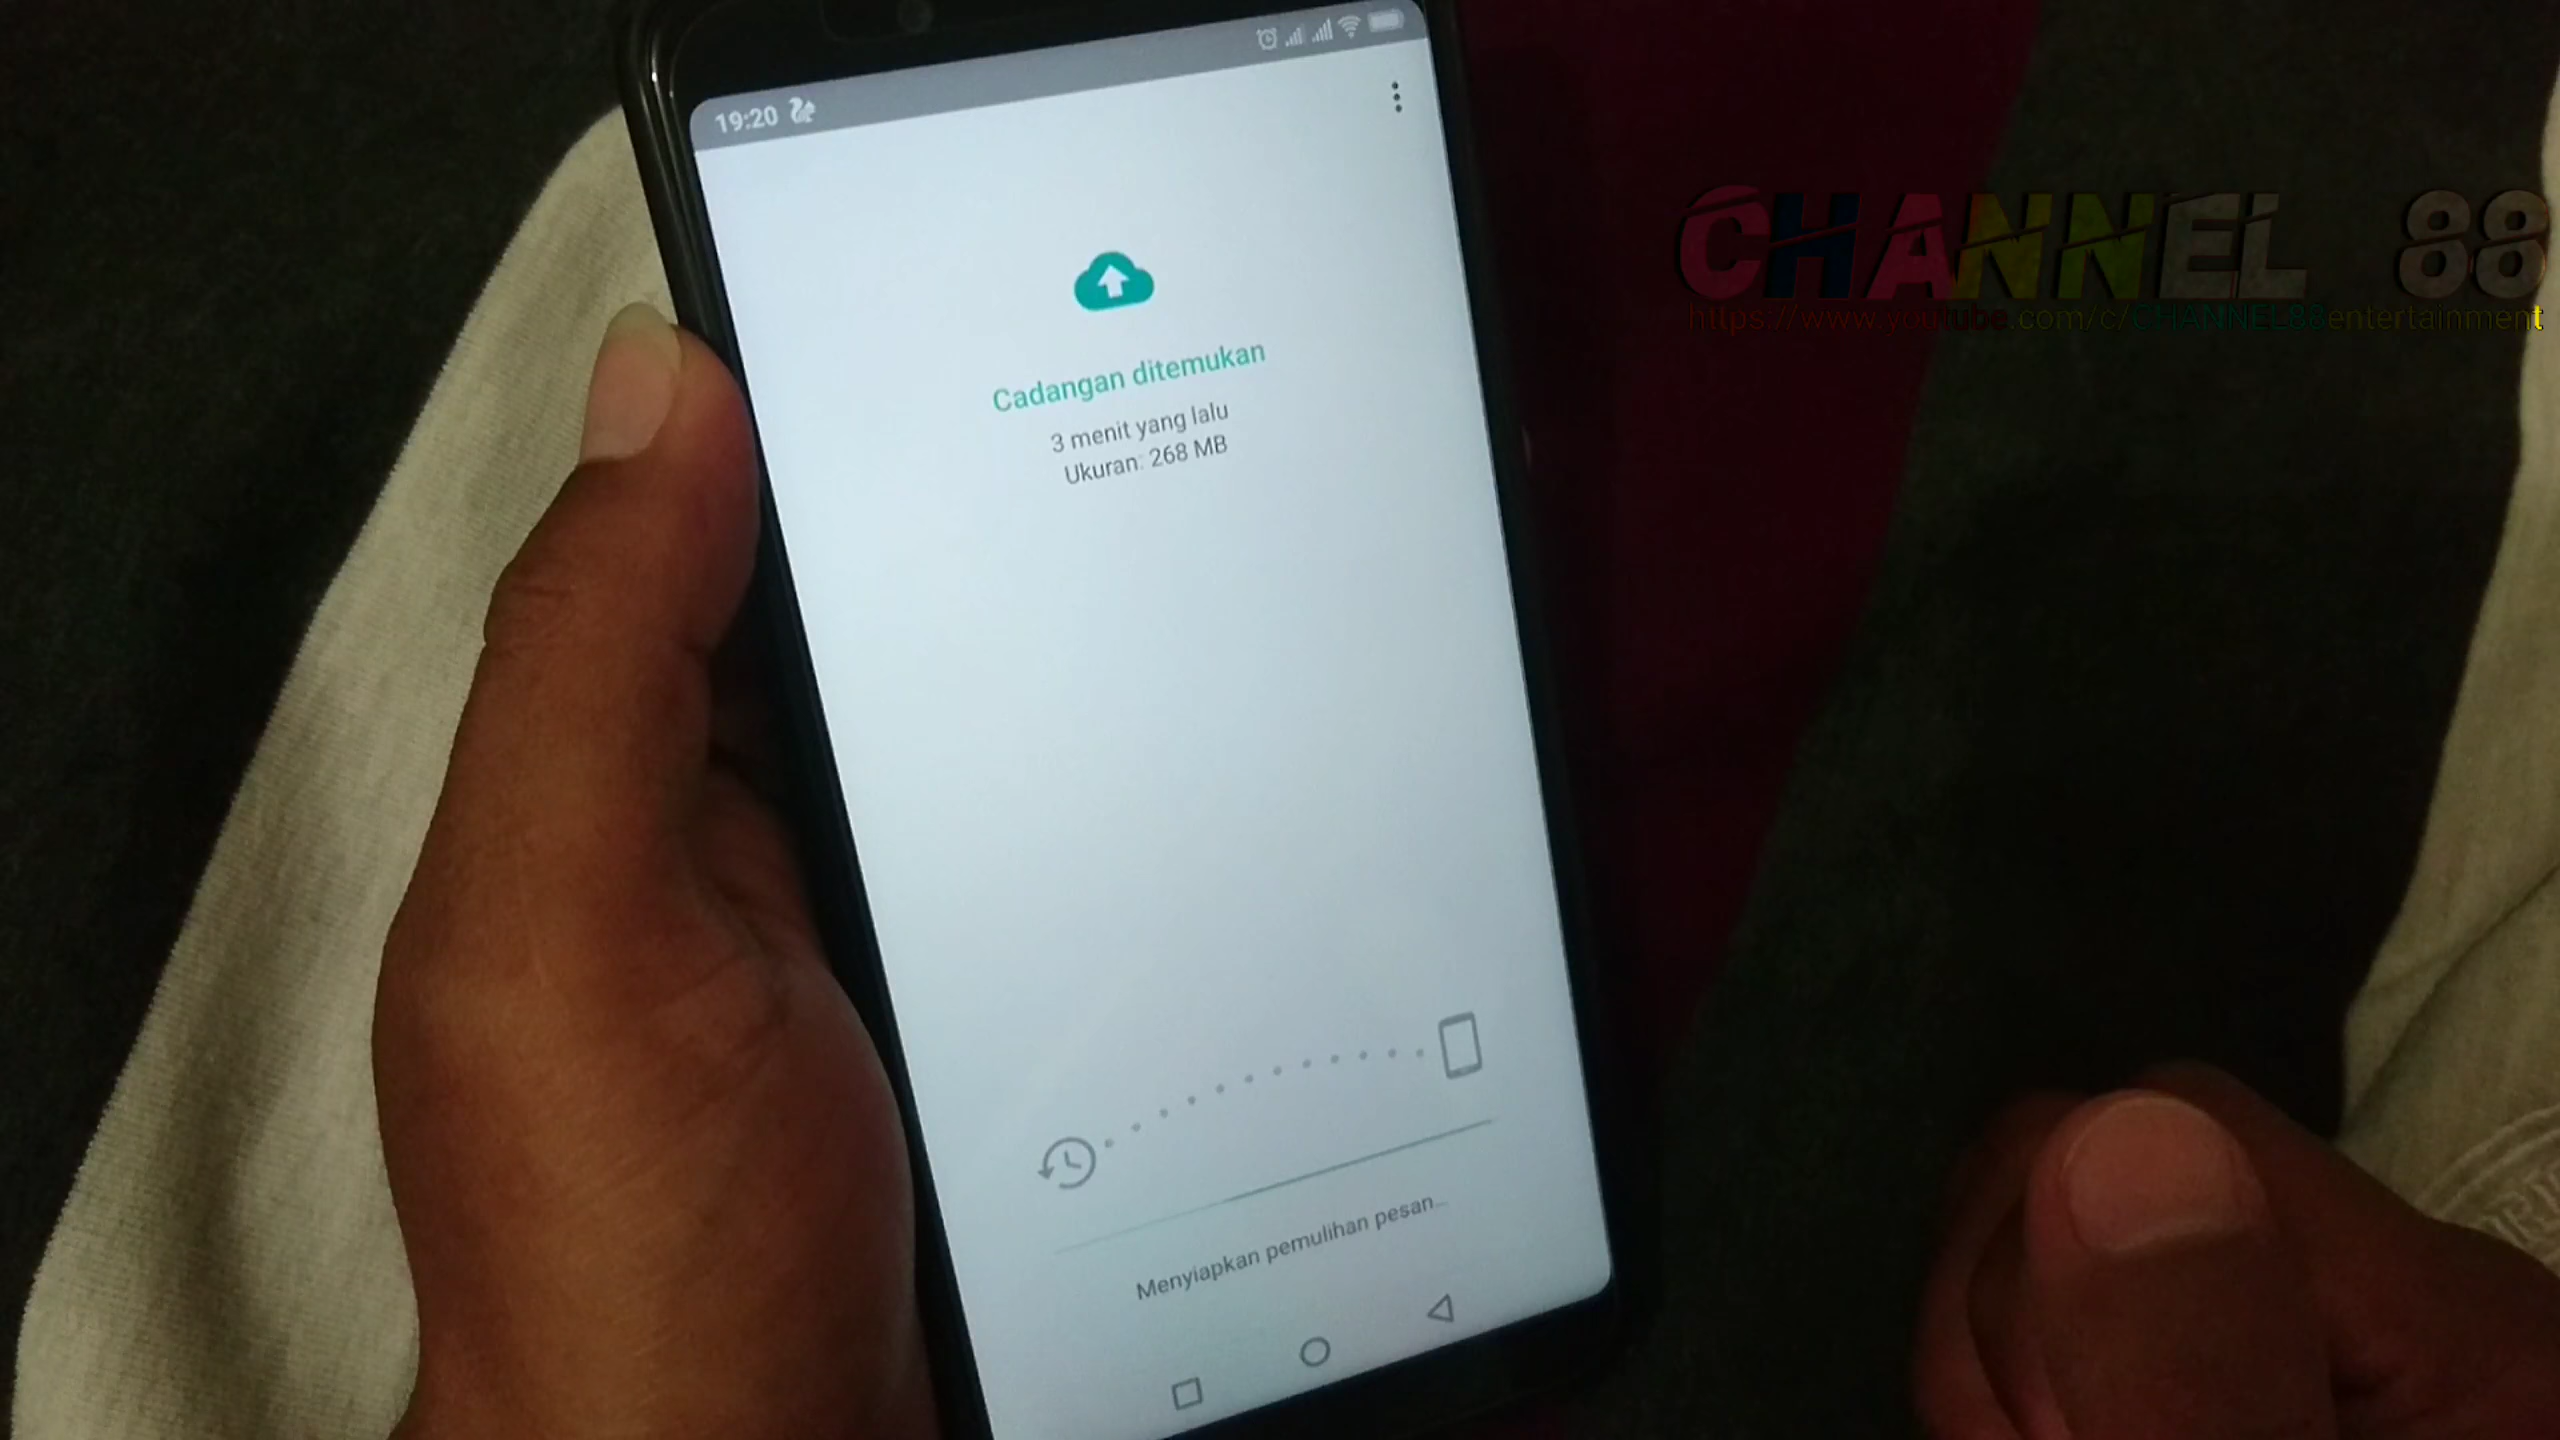 19:20
CHANNEL 88
https://www.youtube.com/c/CHANNEL88entertainment
Cadangan ditemukan
3 menit yang lalu
Ukuran: 268 MB
Menyiapkan pemulihan pesan...